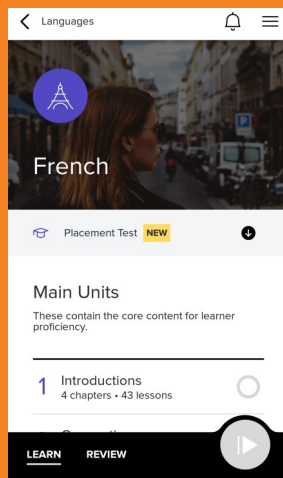 Languages
French
Placement Test NEW
Main Units
These contain the core content for learner
proficiency.
1 Introductions
4 chapters • 43 lessons
LEARN REVIEW